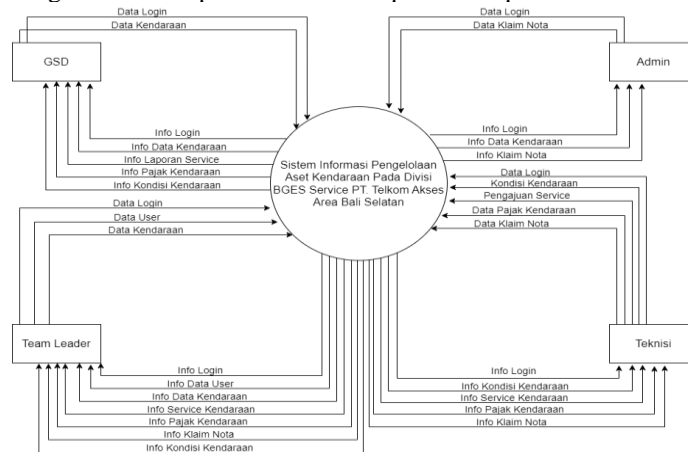 Data Login
Data Kendaraan
GSD
Info Login
Info Data Kendaraan
Info Laporan Service
Info Pajak Kendaraan
Info Kondisi Kendaraan
Data Login
Data Klaim Nota
Admin
Info Login
Info Data Kendaraan
Info Klaim Nota
Sistem Informasi Pengelolaan
Aset Kendaraan Pada Divisi
BGES Service PT. Telkom Akses
Area Bali Selatan
Data Login
Data User
Data Kendaraan
Team Leader
Info Login
Info Data User
Info Data Kendaraan
Info Service Kendaraan
Info Pajak Kendaraan
Info Klaim Nota
Info Kondisi Kendaraan
Data Login
Kondisi Kendaraan
Pengajuan Service
Data Pajak Kendaraan
Data Klaim Nota
Teknisi
Info Login
Info Kondisi Kendaraan
Info Service Kendaraan
Info Pajak Kendaraan
Info Klaim Nota